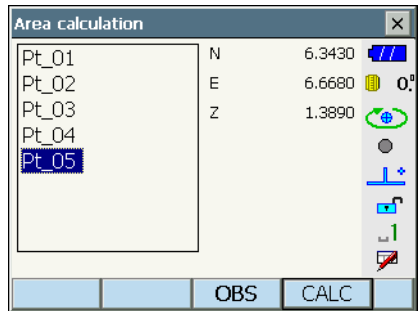 Area calculation
Pt_01
Pt_02
Pt_03
Pt_04
Pt_05
N 6.3430
E 6.6680
Z 1.3890
0."
1
OBS CALC